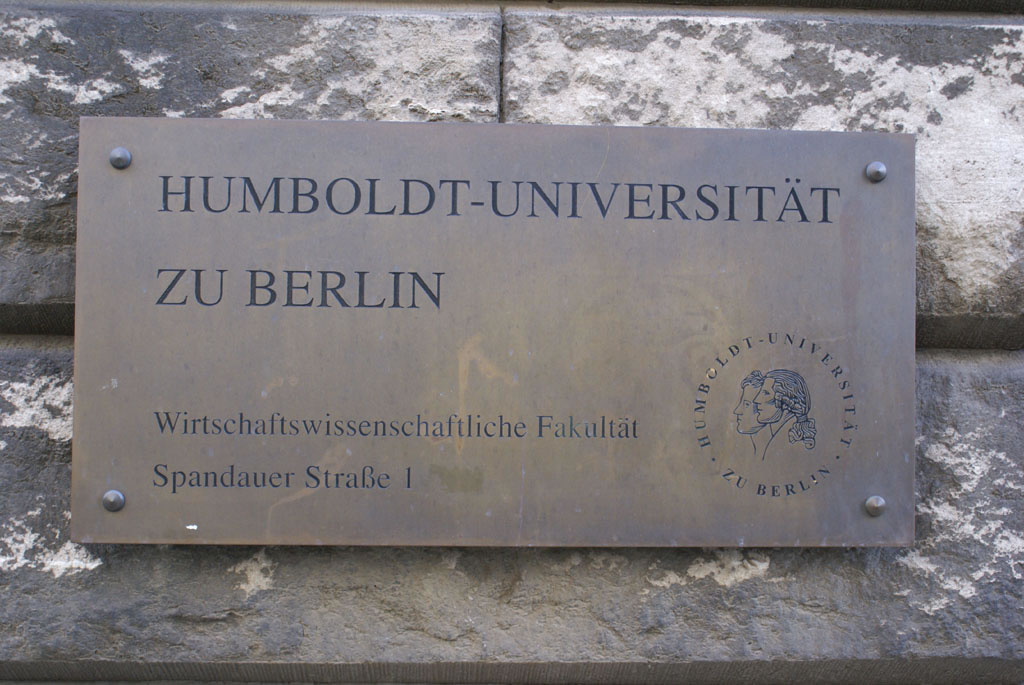 HUMBOLDT-UNIVERSITÄT
ZU BERLIN
Wirtschaftswissenschaftliche Fakultät
Spandauer Straße 1
HUMBOLDT-UNIVERSITÄT
· ZU BERLIN ·